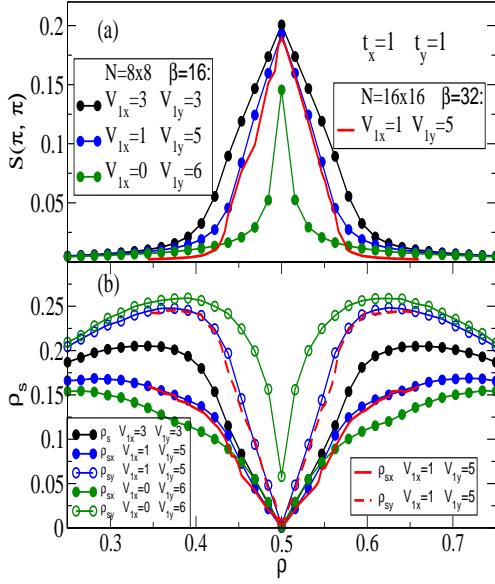 (a)
t_x=1 t_y=1
N=8x8 β=16:
V_1x=3 V_1y=3
V_1x=1 V_1y=5
V_1x=0 V_1y=6
N=16x16 β=32:
V_1x=1 V_1y=5
S(π, π)
0.2
0.15
0.1
0.05
(b)
ρ_s
0.25
0.2
0.15
0.1
0.05
0
ρ_s V_1x=3 V_1y=3
ρ_sx V_1x=1 V_1y=5
ρ_sy V_1x=1 V_1y=5
ρ_sx V_1x=0 V_1y=6
ρ_sy V_1x=0 V_1y=6
ρ_sx V_1x=1 V_1y=5
ρ_sy V_1x=1 V_1y=5
0.3 0.4 0.5 0.6 0.7
ρ